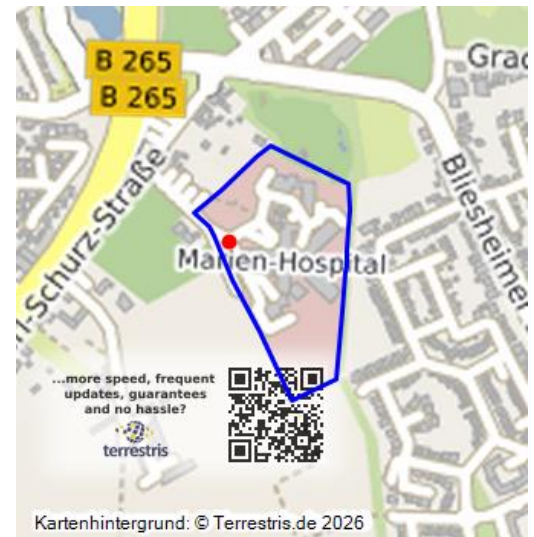 B 265
B 265
Grac
Bliesheimer
l-Schurz-Straße
Marien-Hospital
...more speed, frequent
updates, guarantees
and no hassle?
terrestris
Kartenhintergrund: © Terrestris.de 2026